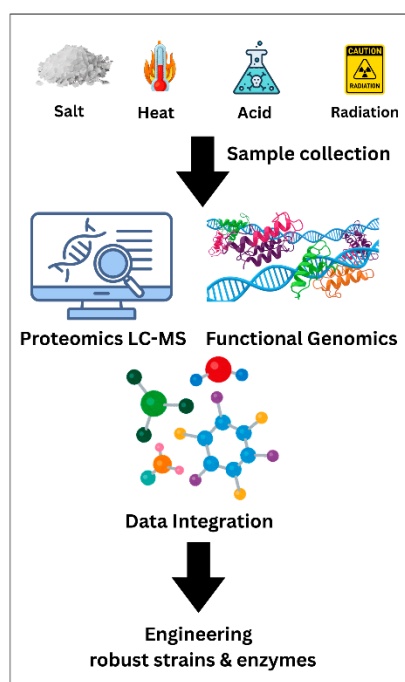 CAUTION
RADIATION
Salt Heat Acid Radiation
Sample collection
Proteomics LC-MS Functional Genomics
Data Integration
Engineering
robust strains & enzymes